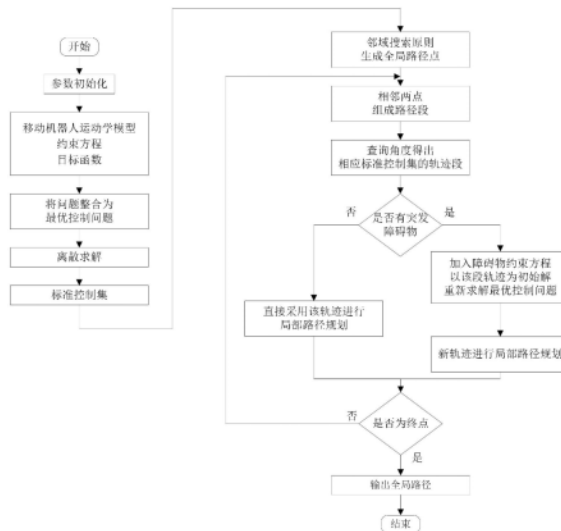 开始
参数初始化
移动机器人运动学模型
约束方程
目标函数
将问题整合为
最优控制问题
离散求解
标准控制集
邻域搜索原则
生成全局路径点
相邻两点
组成路径段
查询角度得出
相应标准控制集的轨迹段
否
是否有突发
障碍物
是
直接采用该轨迹进行
局部路径规划
加入障碍物约束方程
以该段轨迹为初始解
重新求解最优控制问题
新轨迹进行局部路径规划
否
是否为终点
是
输出全局路径
结束